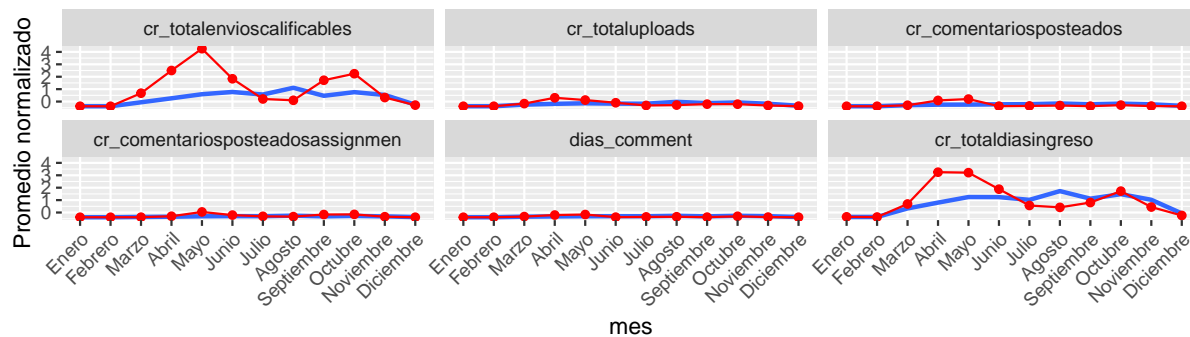 cr_totalenvioscalificables
cr_totaluploads
cr_comentariosposteados
Promedio normalizado
4
3
2
1
0
cr_comentariosposteadosassignmen
dias_comment
cr_totaldiasingreso
4
3
2
1
0
Enero
Febrero
Marzo
Abril
Mayo
Junio
Julio
Agosto
Septiembre
Octubre
Noviembre
Diciembre
Enero
Febrero
Marzo
Abril
Mayo
Junio
Julio
Agosto
Septiembre
Octubre
Noviembre
Diciembre
Enero
Febrero
Marzo
Abril
Mayo
Junio
Julio
Agosto
Septiembre
Octubre
Noviembre
Diciembre
mes